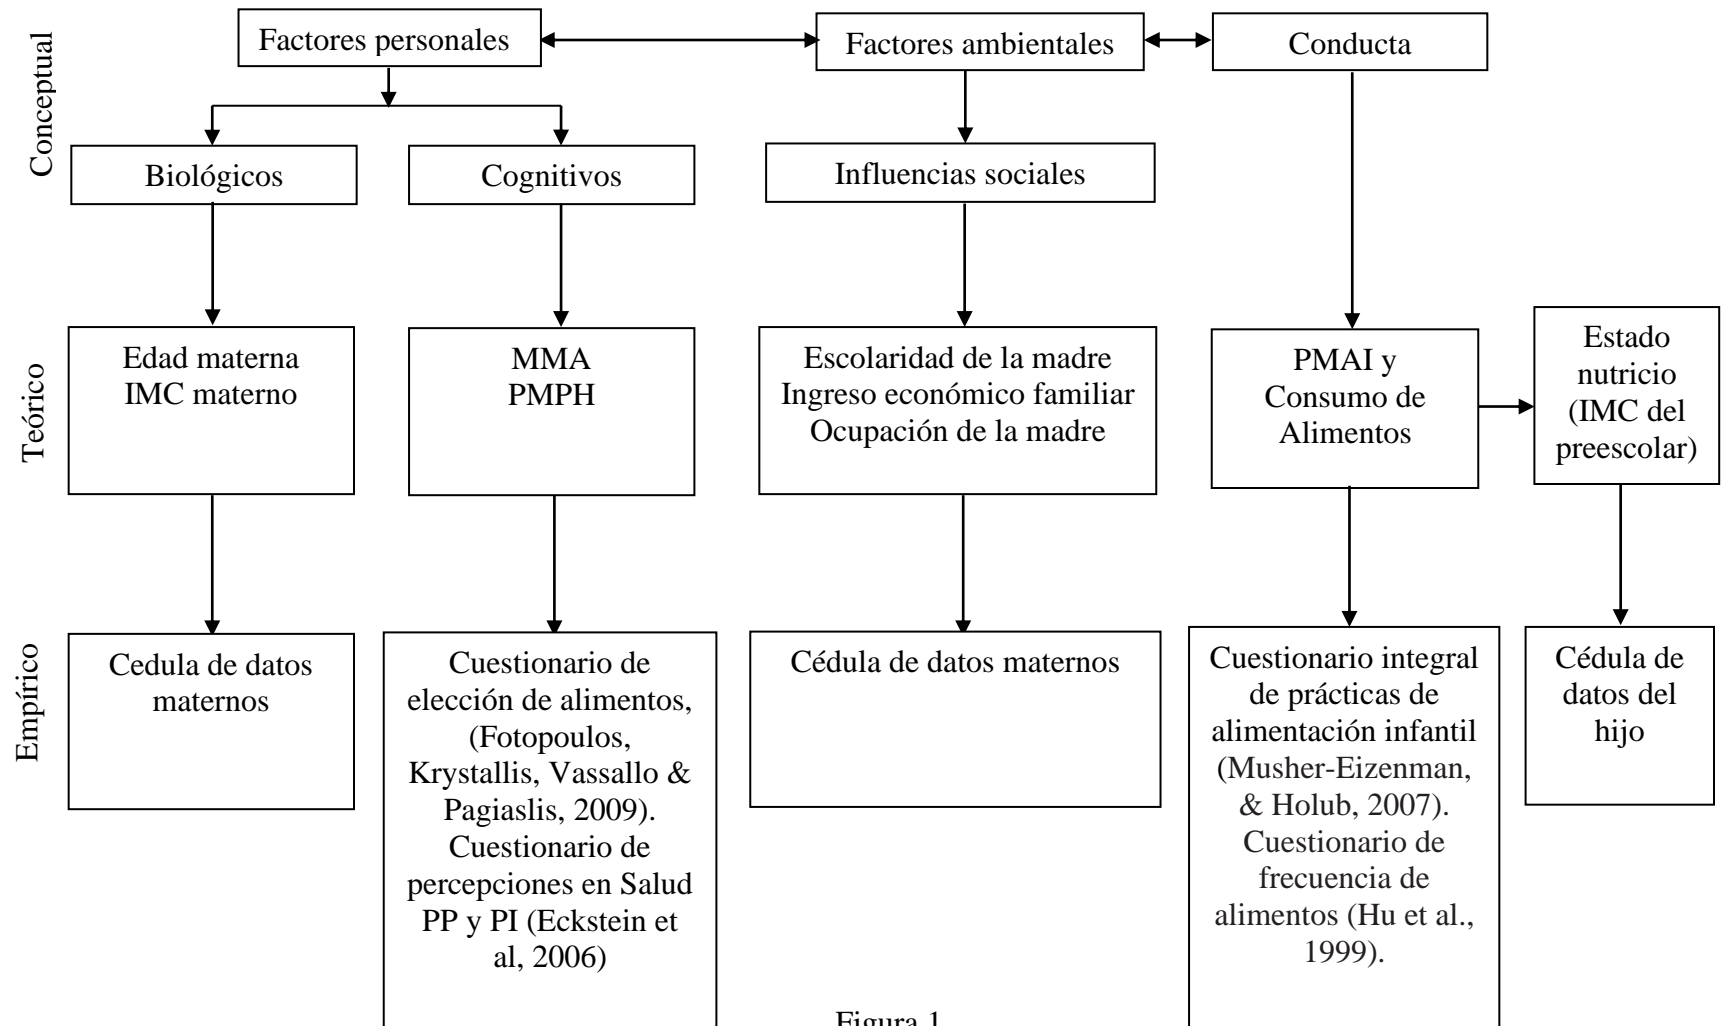 Conceptual
Factores personales
Factores ambientales
Conducta
Biológicos
Cognitivos
Influencias sociales
Teórico
Edad materna
IMC materno
MMA
PMPH
Escolaridad de la madre
Ingreso económico familiar
Ocupación de la madre
PMAI y
Consumo de
Alimentos
Estado
nutricio
(IMC del
preescolar)
Empírico
Cedula de datos
maternos
Cuestionario de
elección de alimentos,
(Fotopoulos,
Krystallis, Vassallo &
Pagiaslis, 2009).
Cuestionario de
percepciones en Salud
PP y PI (Eckstein et
al, 2006)
Cédula de datos maternos
Cuestionario integral
de prácticas de
alimentación infantil
(Musher-Eizenman,
& Holub, 2007).
Cuestionario de
frecuencia de
alimentos (Hu et al.,
1999).
Cédula de
datos del
hijo
Figura 1